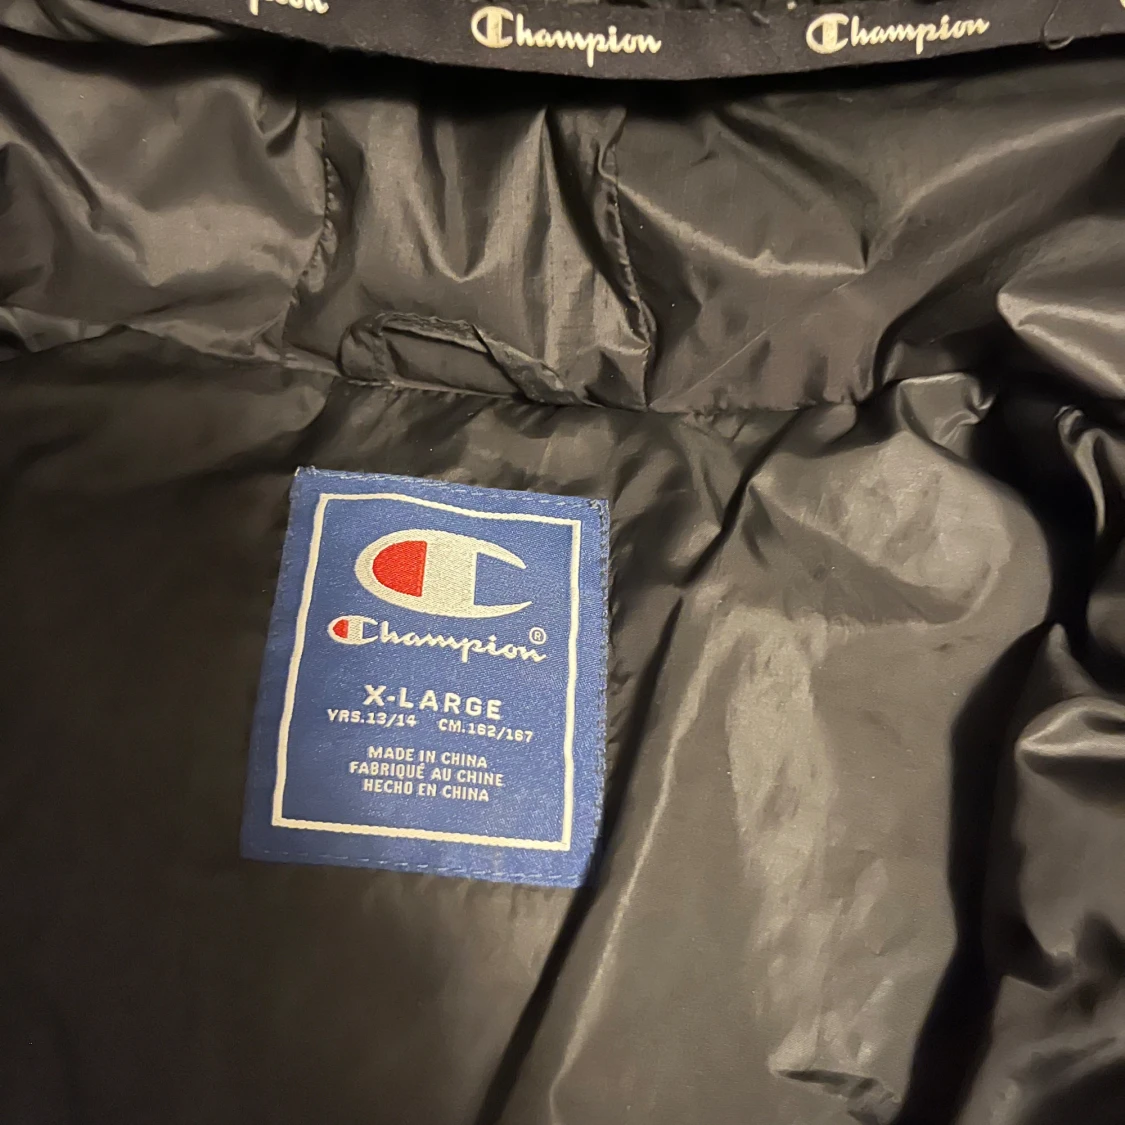 Champion Champion
Champion®
X-LARGE
YRS.13/14 CM.162/167
MADE IN CHINA
FABRIQUÉ AU CHINE
HECHO EN CHINA